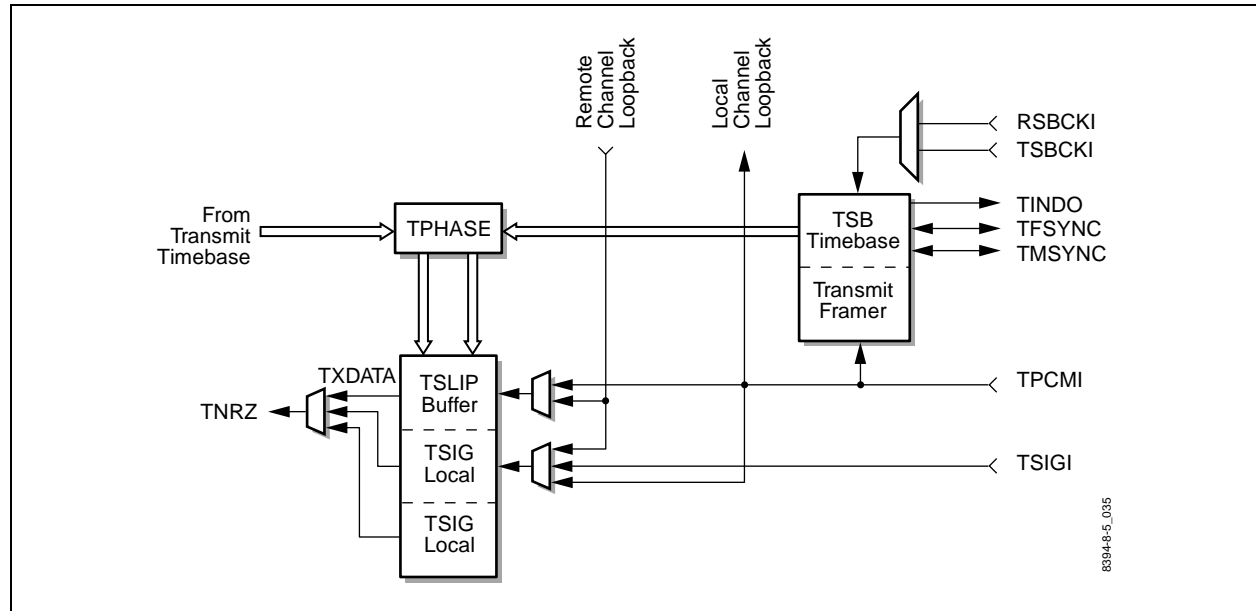 Remote
Channel
Loopback
Local
Channel
Loopback
RSBCKI
TSBCKI
From
Transmit
Timebase
TPHASE
TSB
Timebase
Transmit
Framer
TINDO
TFSYNC
TMSYNC
TXDATA
TNRZ
TSLIP
Buffer
TSIG
Local
TSIG
Local
TPCMI
TSIGI
8394-8-5_035